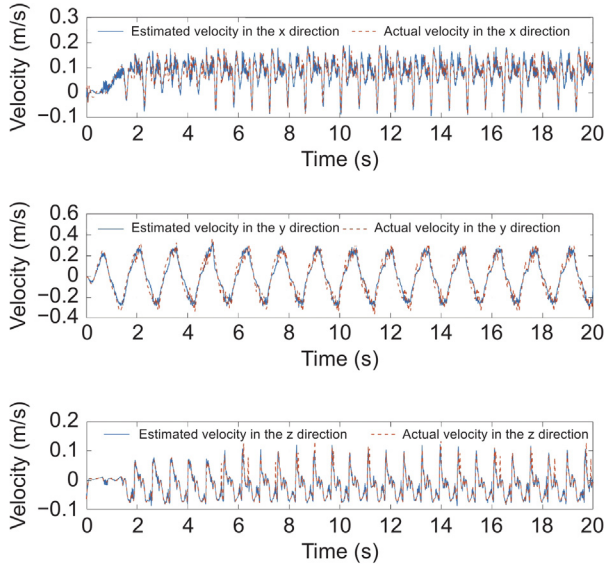 0.3
Estimated velocity in the x direction Actual velocity in the x direction
0.2
0.1
0
−0.1
Velocity (m/s)
0 2 4 6 8 10 12 14 16 18 20
Time (s)
0.6
Estimated velocity in the y direction Actual velocity in the y direction
0.4
0.2
0
−0.2
−0.4
Velocity (m/s)
0 2 4 6 8 10 12 14 16 18 20
Time (s)
0.2
Estimated velocity in the z direction Actual velocity in the z direction
0.1
0
−0.1
Velocity (m/s)
0 2 4 6 8 10 12 14 16 18 20
Time (s)